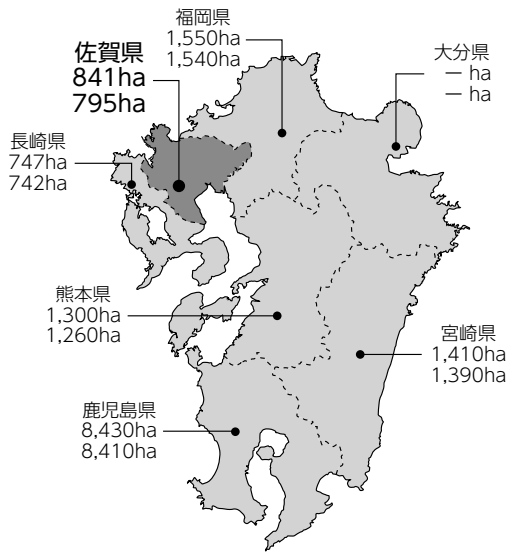 福岡県
1,550ha
1,540ha
佐賀県
841ha
795ha
大分県
ー ha
ー ha
長崎県
747ha
742ha
熊本県
1,300ha
1,260ha
宮崎県
1,410ha
1,390ha
鹿児島県
8,430ha
8,410ha